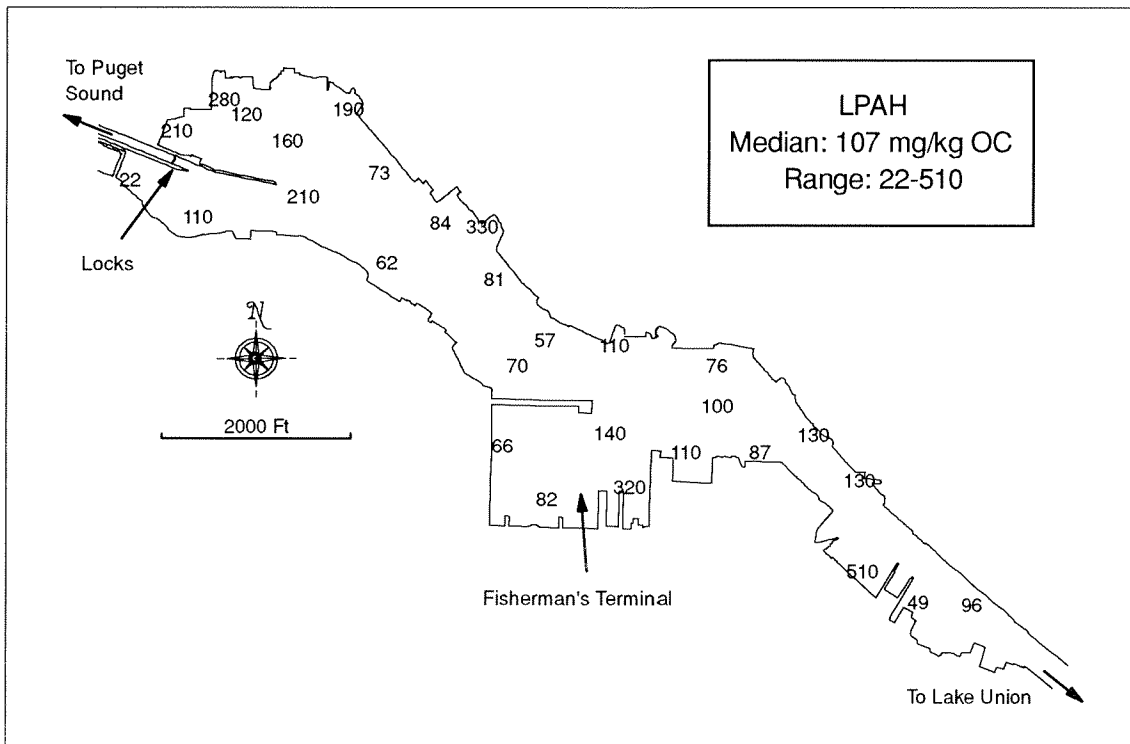 To Puget
Sound
LPAH
Median: 107 mg/kg OC
Range: 22-510
280
120
190
210
160
73
22
210
110
84
330
Locks
62
81
N
57
110
70
76
2000 Ft
100
66
140
130
110
87
130
82
320
Fisherman's Terminal
510
49
96
To Lake Union